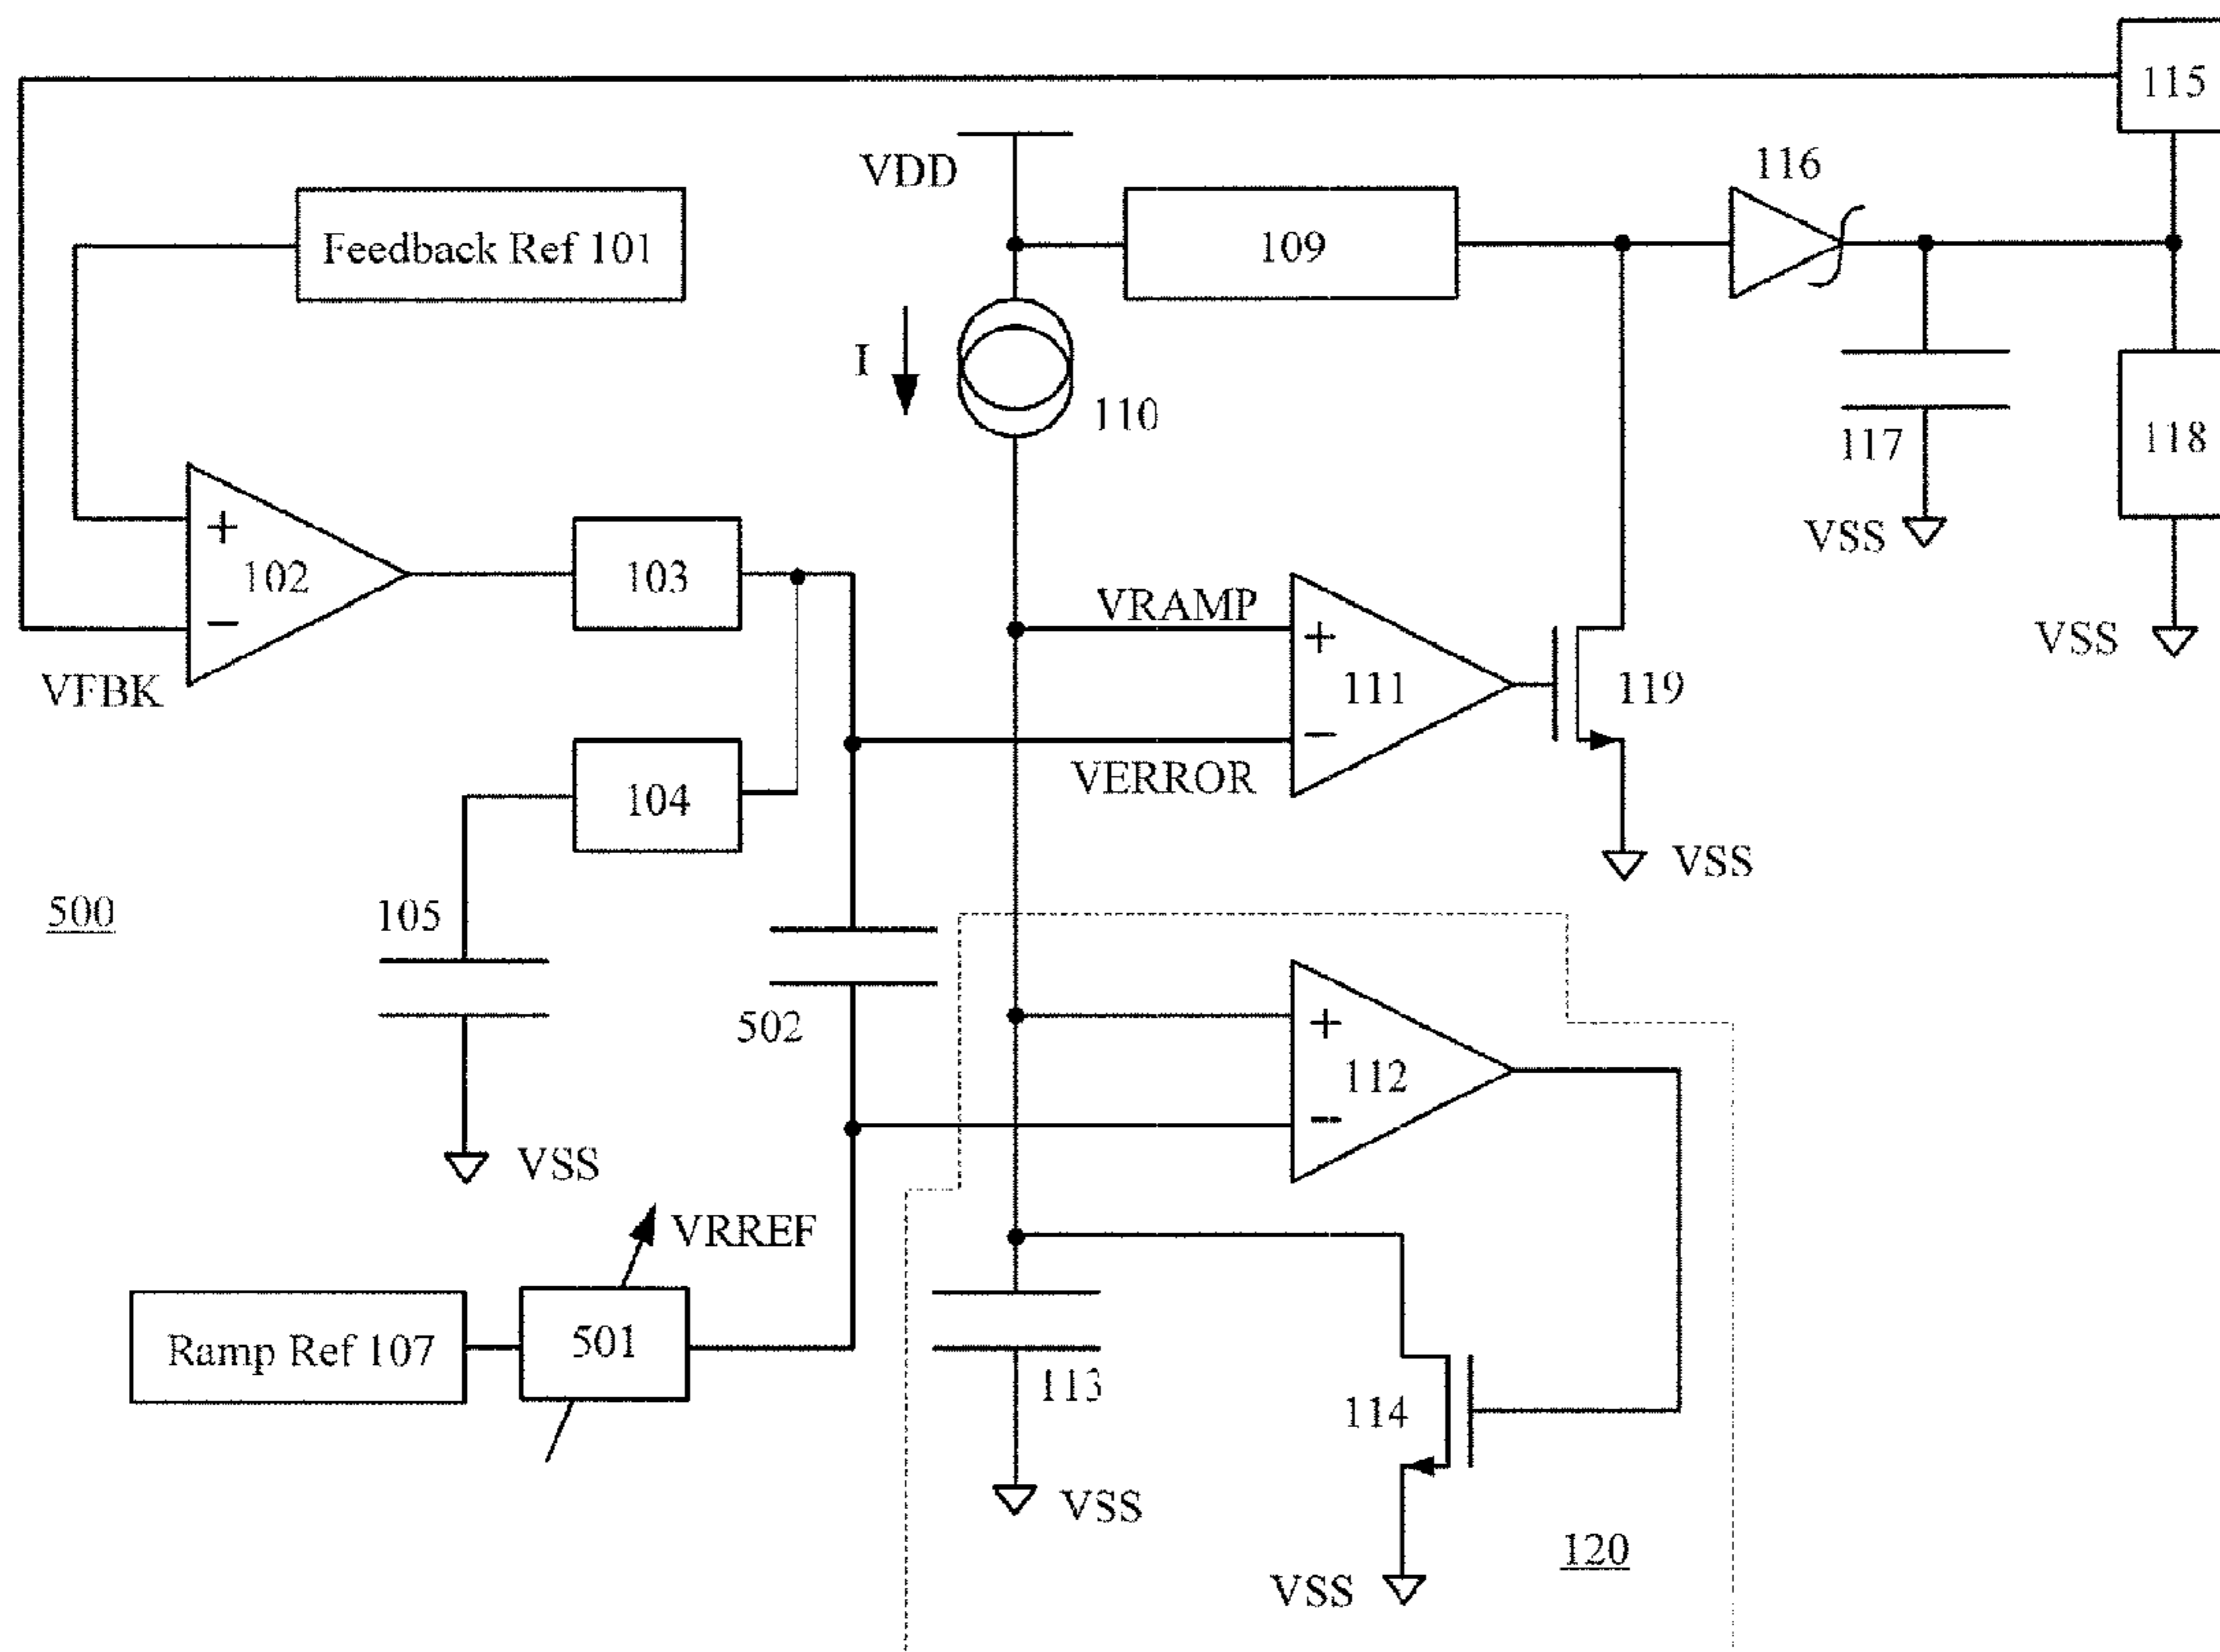 115
116
VDD
Feedback Ref 101
109
I
110
117
118
VSS
+
102
−
103
VRAMP
+
111
−
119
VSS
VFBK
VERROR
104
VSS
500
105
502
+
112
--
VSS
VRREF
Ramp Ref 107
501
113
114
VSS
120
VSS